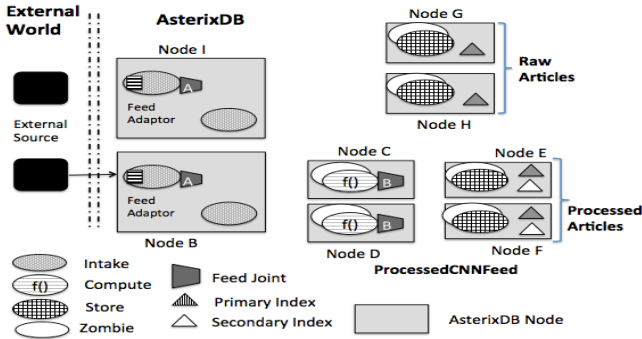 External
World
AsterixDB
Node G
Node I
A
Feed
Adaptor
Raw
Articles
External
Source
Node H
Node C
Node E
A
Feed
Adaptor
f()
B
f()
B
Processed
Articles
Node B
Node D
Node F
ProcessedCNNFeed
Intake
f()
Compute
Store
Zombie
Feed Joint
Primary Index
Secondary Index
AsterixDB Node